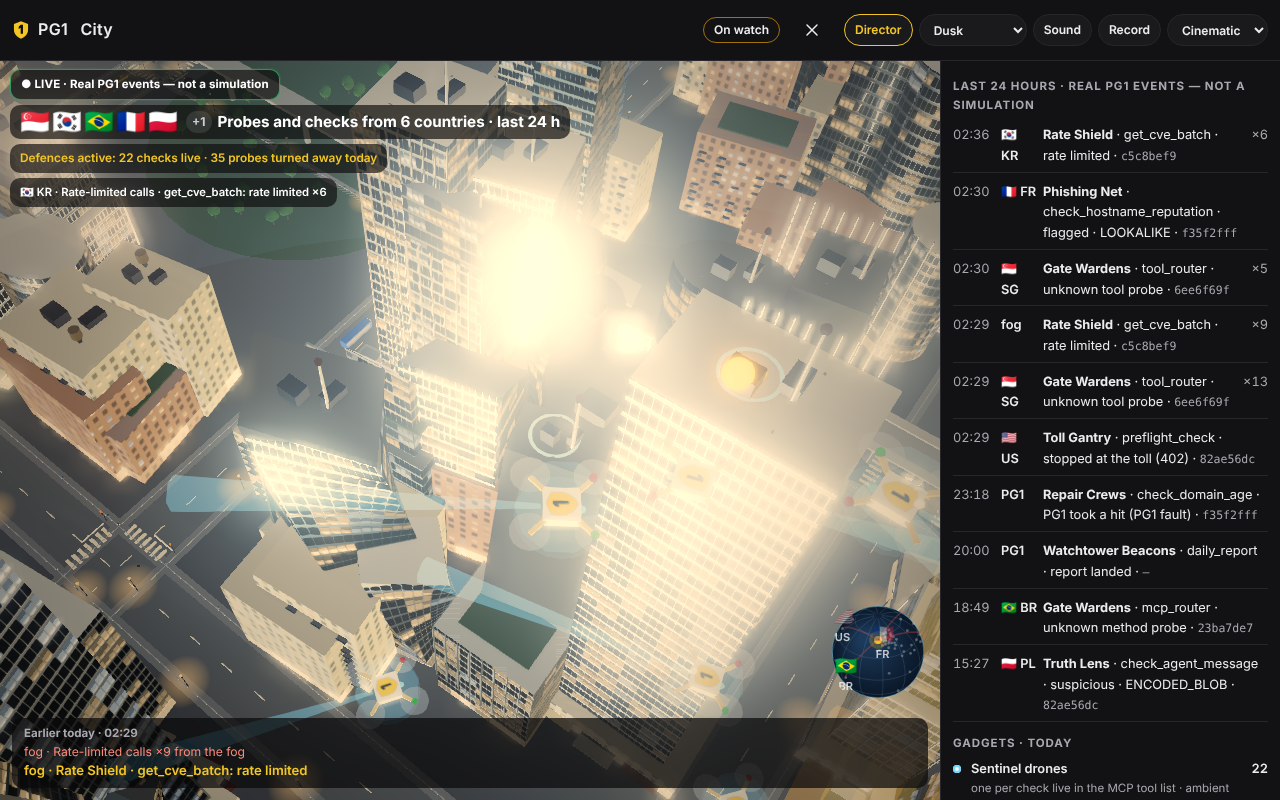 1 PG1 City
On watch
Director
Dusk
Sound
Record
Cinematic
LIVE · Real PG1 events — not a simulation
+1 Probes and checks from 6 countries · last 24 h
Defences active: 22 checks live · 35 probes turned away today
KR · Rate-limited calls · get_cve_batch: rate limited ×6
1
1
1
1
1
US
FR
BR
Earlier today · 02:29
fog · Rate-limited calls ×9 from the fog
fog · Rate Shield · get_cve_batch: rate limited
LAST 24 HOURS · REAL PG1 EVENTS — NOT A
SIMULATION
02:36 KR Rate Shield · get_cve_batch · ×6
rate limited · c5c8bef9
02:30 FR Phishing Net ·
check_hostname_reputation ·
flagged · LOOKALIKE · f35f2fff
02:30 SG Gate Wardens · tool_router · ×5
unknown tool probe · 6ee6f69f
02:29 fog Rate Shield · get_cve_batch · ×9
rate limited · c5c8bef9
02:29 SG Gate Wardens · tool_router · ×13
unknown tool probe · 6ee6f69f
02:29 US Toll Gantry · preflight_check ·
stopped at the toll (402) · 82ae56dc
23:18 PG1 Repair Crews · check_domain_age ·
PG1 took a hit (PG1 fault) · f35f2fff
20:00 PG1 Watchtower Beacons · daily_report
· report landed · —
18:49 BR Gate Wardens · mcp_router ·
unknown method probe · 23ba7de7
15:27 PL Truth Lens · check_agent_message
· suspicious · ENCODED_BLOB ·
82ae56dc
GADGETS · TODAY
Sentinel drones 22
one per check live in the MCP tool list · ambient